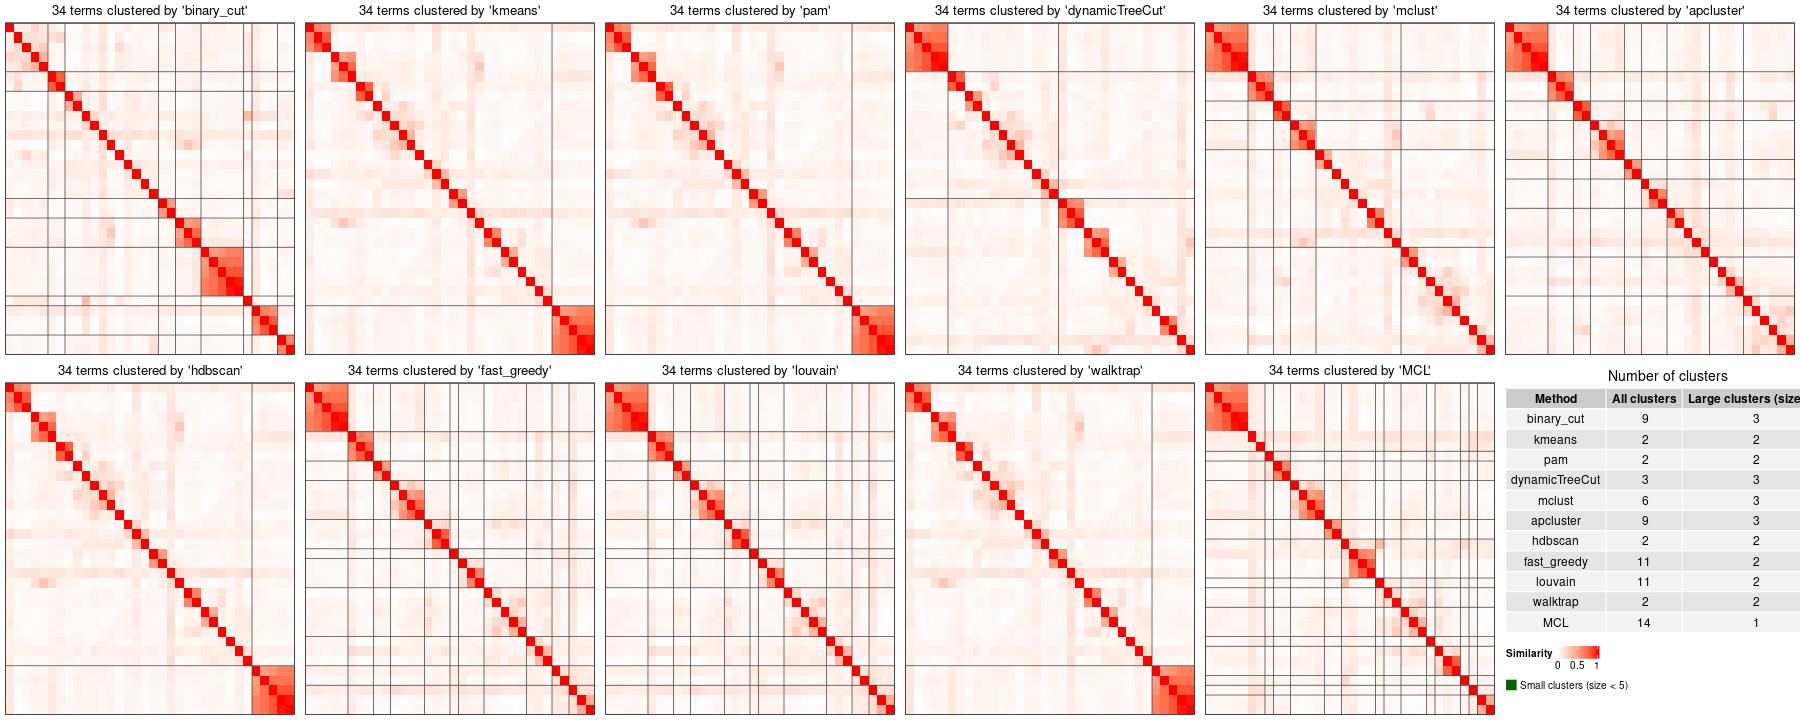 34 terms clustered by 'binary_cut'
34 terms clustered by 'kmeans'
34 terms clustered by 'pam'
34 terms clustered by 'dynamicTreeCut'
34 terms clustered by 'mclust'
34 terms clustered by 'apcluster'
34 terms clustered by 'hdbscan'
34 terms clustered by 'fast_greedy'
34 terms clustered by 'louvain'
34 terms clustered by 'walktrap'
34 terms clustered by 'MCL'
Number of clusters
Method All clusters Large clusters (size
binary_cut 9 3
kmeans 2 2
pam 2 2
dynamicTreeCut 3 3
mclust 6 3
apcluster 9 3
hdbscan 2 2
fast_greedy 11 2
louvain 11 2
walktrap 2 2
MCL 14 1
Similarity
0 0.5 1
Small clusters (size < 5)